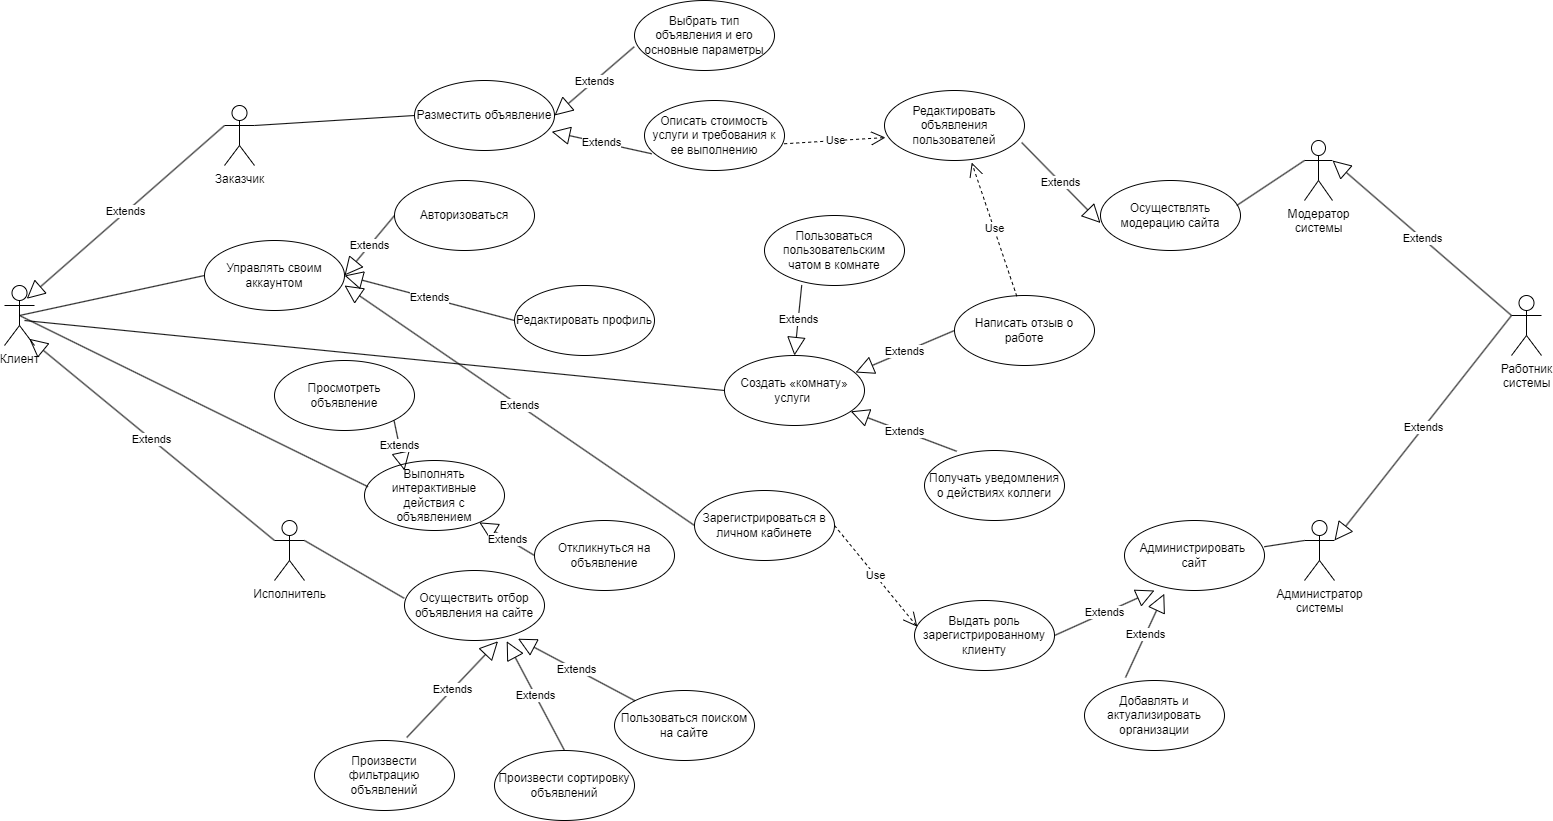 Выбрать тип
объявления и его
основные параметры
Extends
Разместить объявление
Описать стоимость
услуги и требования к
ее выполнению
Extends
Use
Редактировать
объявления
пользователей
Заказчик
Extends
Extends
Осуществлять
модерацию сайта
Модератор
системы
Авторизоваться
Extends
Use
Пользоваться
пользовательским
чатом в комнате
Extends
Управлять своим
аккаунтом
Extends
Редактировать профиль
Extends
Написать отзыв о
работе
Extends
Клиент
Работник
системы
Просмотреть
объявление
Создать «комнату»
услуги
Extends
Extends
Extends
Extends
Extends
Выполнять
интерактивные
действия с
объявлением
Получать уведомления
о действиях коллеги
Зарегистрироваться в
личном кабинете
Extends
Откликнуться на
объявление
Администрировать
сайт
Use
Исполнитель
Администратор
системы
Осуществить отбор
объявления на сайте
Выдать роль
зарегистрированному
клиенту
Extends
Extends
Extends
Extends
Extends
Пользоваться поиском
на сайте
Добавлять и
актуализировать
организации
Произвести
фильтрацию
объявлений
Произвести сортировку
объявлений